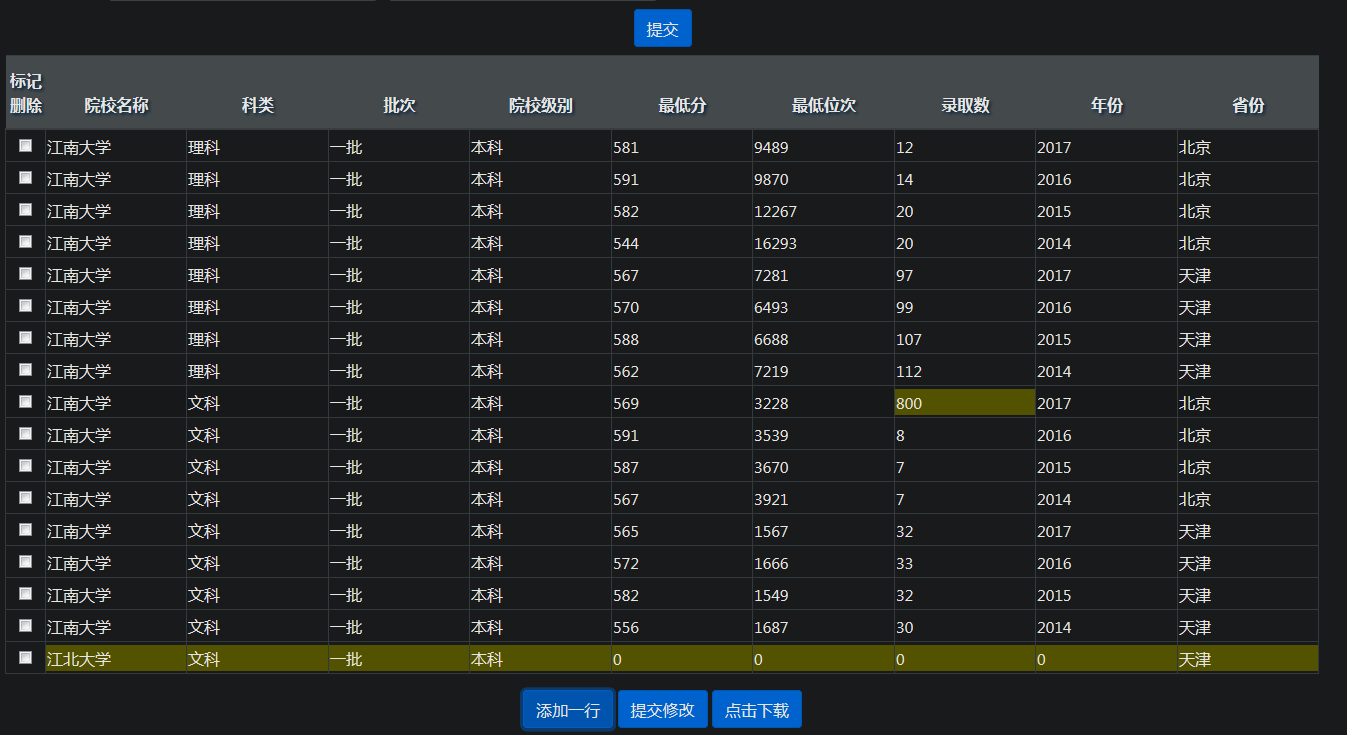 提交
标记删除 院校名称 科类 批次 院校级别 最低分 最低位次 录取数 年份 省份
江南大学 理科 一批 本科 581 9489 12 2017 北京
江南大学 理科 一批 本科 591 9870 14 2016 北京
江南大学 理科 一批 本科 582 12267 20 2015 北京
江南大学 理科 一批 本科 544 16293 20 2014 北京
江南大学 理科 一批 本科 567 7281 97 2017 天津
江南大学 理科 一批 本科 570 6493 99 2016 天津
江南大学 理科 一批 本科 588 6688 107 2015 天津
江南大学 理科 一批 本科 562 7219 112 2014 天津
江南大学 文科 一批 本科 569 3228 800 2017 北京
江南大学 文科 一批 本科 591 3539 8 2016 北京
江南大学 文科 一批 本科 587 3670 7 2015 北京
江南大学 文科 一批 本科 567 3921 7 2014 北京
江南大学 文科 一批 本科 565 1567 32 2017 天津
江南大学 文科 一批 本科 572 1666 33 2016 天津
江南大学 文科 一批 本科 582 1549 32 2015 天津
江南大学 文科 一批 本科 556 1687 30 2014 天津
江北大学 文科 一批 本科 0 0 0 0 天津
添加一行 提交修改 点击下载